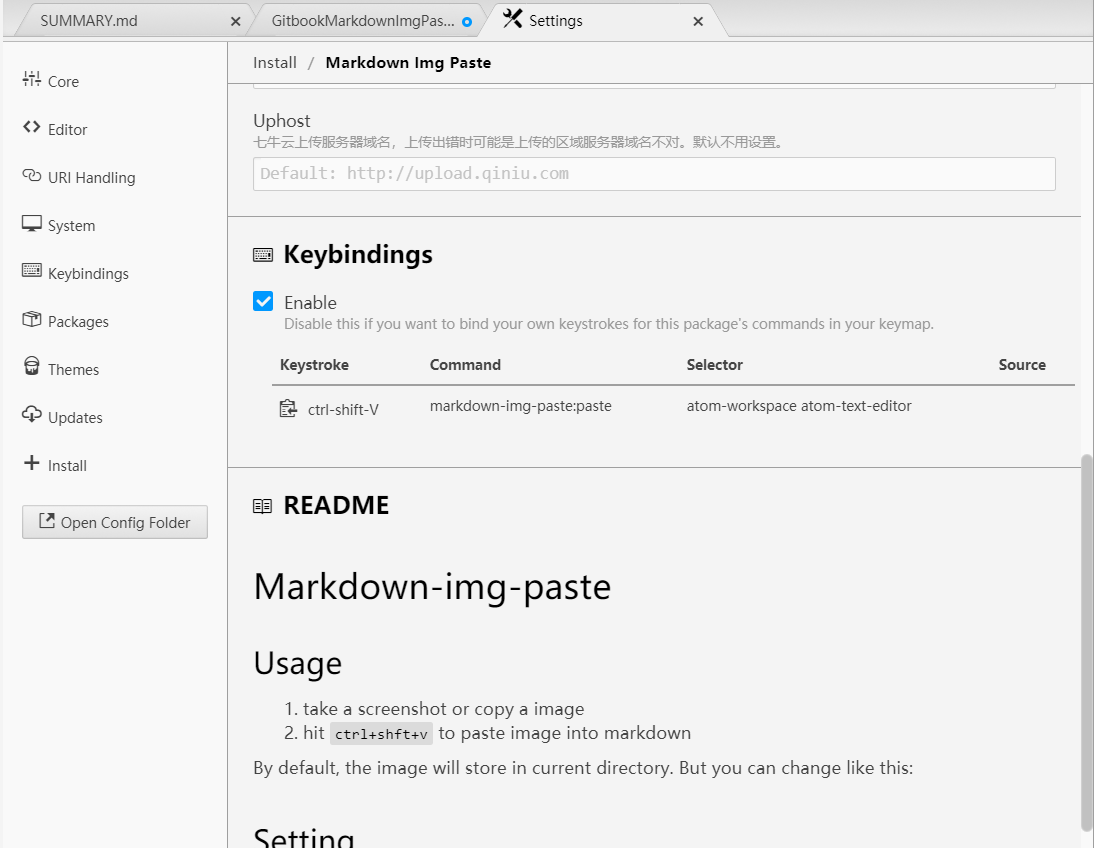 SUMMARY.md
GitbookMarkdownImgPas...
Settings
Core
Editor
URI Handling
System
Keybindings
Packages
Themes
Updates
Install
Open Config Folder
Install / Markdown Img Paste
Uphost
七牛云上传服务器域名，上传出错时可能是上传的区域服务器域名不对。默认不用设置。
Default: http://upload.qiniu.com
Keybindings
Enable
Disable this if you want to bind your own keystrokes for this package's commands in your keymap.
Keystroke Command Selector Source
ctrl-shift-V markdown-img-paste:paste atom-workspace atom-text-editor
README
Markdown-img-paste
Usage
1. take a screenshot or copy a image
2. hit ctrl+shft+v to paste image into markdown
By default, the image will store in current directory. But you can change like this:
Setting